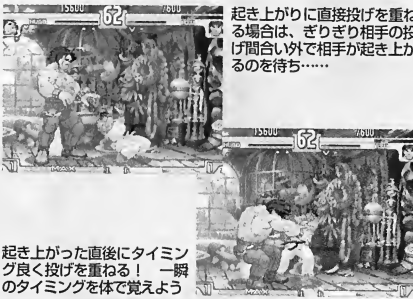 15600 62 7600
MAX
起き上がりに直接投げを重ね
る場合は、ぎりぎり相手の投
げ間合い外で相手が起き上が
るのを待ち……
15600 62 7600
MAX
起き上がった直後にタイミン
グ良く投げを重ねる！　一瞬
のタイミングを体で覚えよう